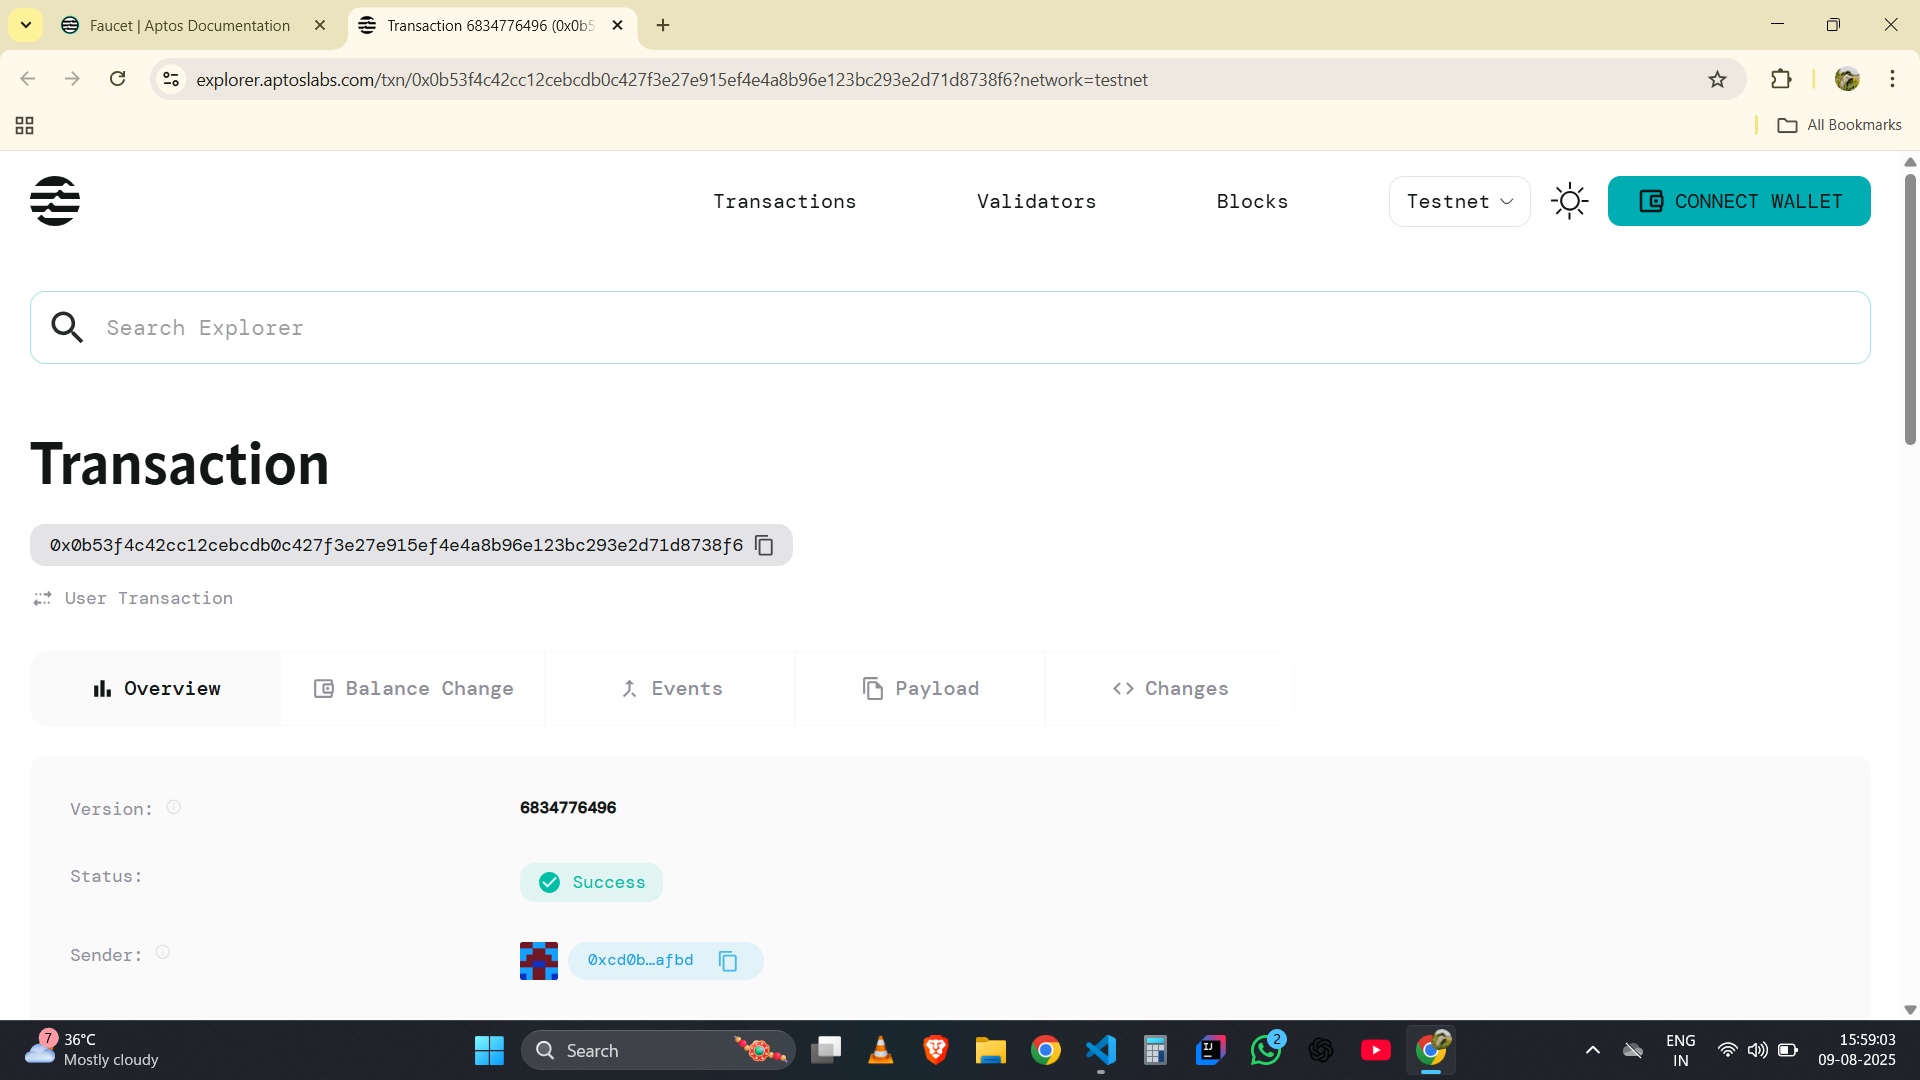 Faucet | Aptos Documentation
Transaction 6834776496 (0x0b5
explorer.aptoslabs.com/txn/0x0b53f4c42cc12cebcdb0c427f3e27e915ef4e4a8b96e123bc293e2d71d8738f6?network=testnet
All Bookmarks
Transactions
Validators
Blocks
Testnet
CONNECT WALLET
Search Explorer
Transaction
0x0b53f4c42cc12cebcdb0c427f3e27e915ef4e4a8b96e123bc293e2d71d8738f6
User Transaction
Overview
Balance Change
Events
Payload
Changes
Version:
6834776496
Status:
Success
Sender:
0xcd0b…afbd
7
36°C
Mostly cloudy
Search
IJ
2
ENG
IN
15:59:03
09-08-2025